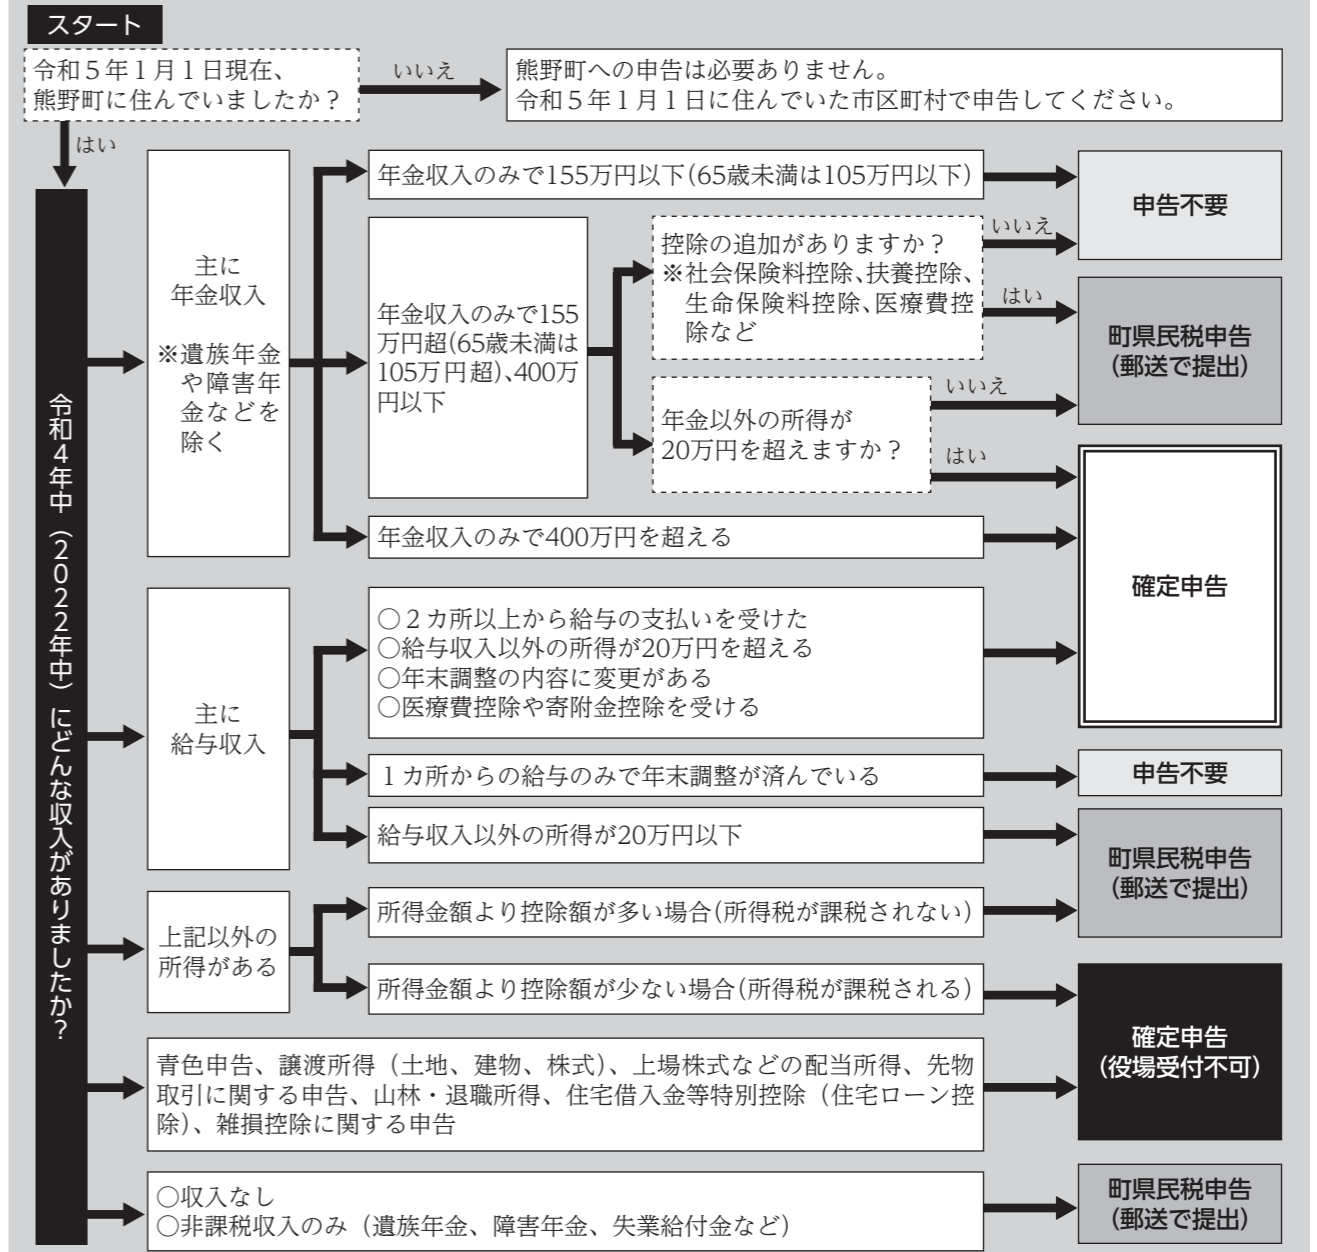 スタート
令和5年1月1日現在、
熊野町に住んでいましたか？
いいえ
熊野町への申告は必要ありません。
令和5年1月1日に住んでいた市区町村で申告してください。
はい
令和4年中（2022年中）にどんな収入がありましたか？
主に
年金収入
※遺族年金
や障害年
金などを
除く
年金収入のみで155万円以下(65歳未満は105万円以下)
申告不要
年金収入のみで155
万円超(65歳未満は
105万円超)、400万
円以下
控除の追加がありますか？
※社会保険料控除、扶養控除、
生命保険料控除、医療費控
除など
いいえ
はい
町県民税申告
(郵送で提出)
年金以外の所得が
20万円を超えますか？
いいえ
はい
年金収入のみで400万円を超える
確定申告
主に
給与収入
○２カ所以上から給与の支払いを受けた
○給与収入以外の所得が20万円を超える
○年末調整の内容に変更がある
○医療費控除や寄附金控除を受ける
１カ所からの給与のみで年末調整が済んでいる
申告不要
給与収入以外の所得が20万円以下
町県民税申告
(郵送で提出)
上記以外の
所得がある
所得金額より控除額が多い場合(所得税が課税されない)
所得金額より控除額が少ない場合(所得税が課税される)
確定申告
(役場受付不可)
青色申告、譲渡所得（土地、建物、株式）、上場株式などの配当所得、先物
取引に関する申告、山林・退職所得、住宅借入金等特別控除（住宅ローン控
除）、雑損控除に関する申告
○収入なし
○非課税収入のみ（遺族年金、障害年金、失業給付金など）
町県民税申告
(郵送で提出)